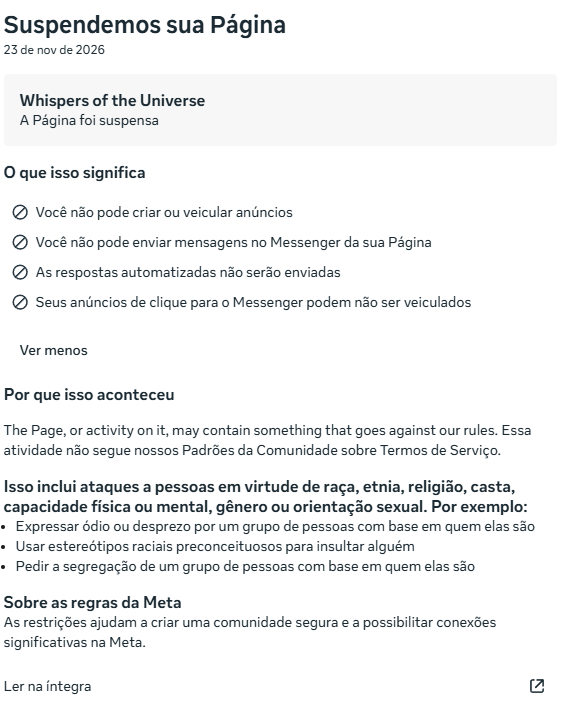 Suspendemos sua Página
23 de nov de 2026
Whispers of the Universe
A Página foi suspensa
O que isso significa
Você não pode criar ou veicular anúncios
Você não pode enviar mensagens no Messenger da sua Página
As respostas automatizadas não serão enviadas
Seus anúncios de clique para o Messenger podem não ser veiculados
Ver menos
Por que isso aconteceu
The Page, or activity on it, may contain something that goes against our rules. Essa
atividade não segue nossos Padrões da Comunidade sobre Termos de Serviço.
Isso inclui ataques a pessoas em virtude de raça, etnia, religião, casta,
capacidade física ou mental, gênero ou orientação sexual. Por exemplo:
• Expressar ódio ou desprezo por um grupo de pessoas com base em quem elas são
• Usar estereótipos raciais preconceituosos para insultar alguém
• Pedir a segregação de um grupo de pessoas com base em quem elas são
Sobre as regras da Meta
As restrições ajudam a criar uma comunidade segura e a possibilitar conexões
significativas na Meta.
Ler na íntegra